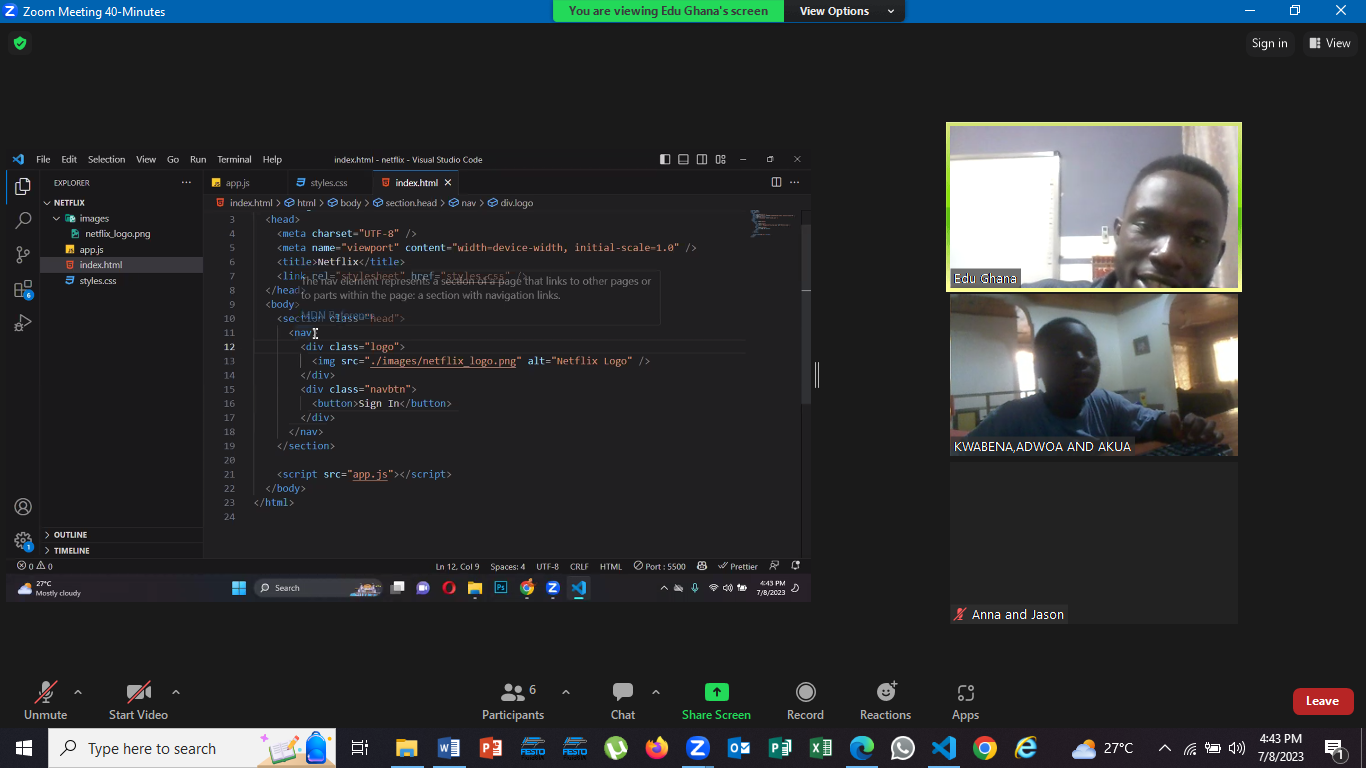 Zoom Meeting 40-Minutes
You are viewing Edu Ghana's screen
View Options
Sign in
View
File Edit Selection View Go Run Terminal Help
index.html - netflix - Visual Studio Code
EXPLORER
NETFLIX
images
netflix_logo.png
app.js
index.html
styles.css
OUTLINE
TIMELINE
app.js
styles.css
index.html
index.html > html > body > section.head > nav > div.logo
3 <head>
4 <meta charset="UTF-8" />
5 <meta name="viewport" content="width=device-width, initial-scale=1.0" />
6 <title>Netflix</title>
7 <link rel="stylesheet" href="styles.css" />
8 </head>
The nav element represents a section of a page that links to other pages or
to parts within the page: a section with navigation links.
MDN Reference
9 <body>
10 <section class="head">
11 <nav>
12 <div class="logo">
13 <img src="./images/netflix_logo.png" alt="Netflix Logo" />
14 </div>
15 <div class="navbtn">
16 <button>Sign In</button>
17 </div>
18 </nav>
19 </section>
20
21 <script src="app.js"></script>
22 </body>
23 </html>
24
0 0
Ln 12, Col 9 Spaces: 4 UTF-8 CRLF HTML Port : 5500 Prettier
27°C
Mostly cloudy
Search
4:43 PM
7/8/2023
Edu Ghana
KWABENA,ADWOA AND AKUA
Anna and Jason
Unmute
Start Video
Participants 6
Chat
Share Screen
Record
Reactions
Apps
Leave
Type here to search
27°C
4:43 PM
7/8/2023